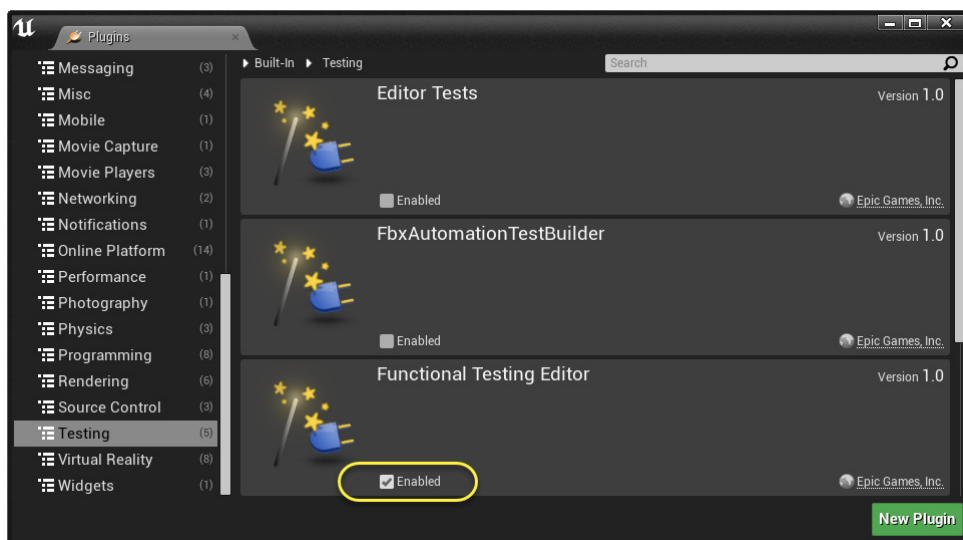 Plugins
Messaging (3)
Misc (4)
Mobile (1)
Movie Capture (1)
Movie Players (3)
Networking (2)
Notifications (1)
Online Platform (14)
Performance (1)
Photography (1)
Physics (3)
Programming (8)
Rendering (6)
Source Control (3)
Testing (5)
Virtual Reality (8)
Widgets (1)
Built-In Testing
Search
Editor Tests
Version 1.0
Enabled
Epic Games, Inc.
FbxAutomationTestBuilder
Version 1.0
Enabled
Epic Games, Inc.
Functional Testing Editor
Version 1.0
Enabled
Epic Games, Inc.
New Plugin